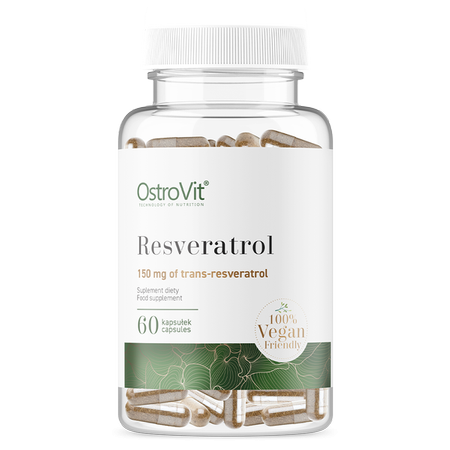 OstroVit®
TECHNOLOGY OF NUTRITION
Resveratrol
150 mg of trans-resveratrol
Suplement diety
Food supplement
60 kapsułek
capsules
100%
Vegan
Friendly